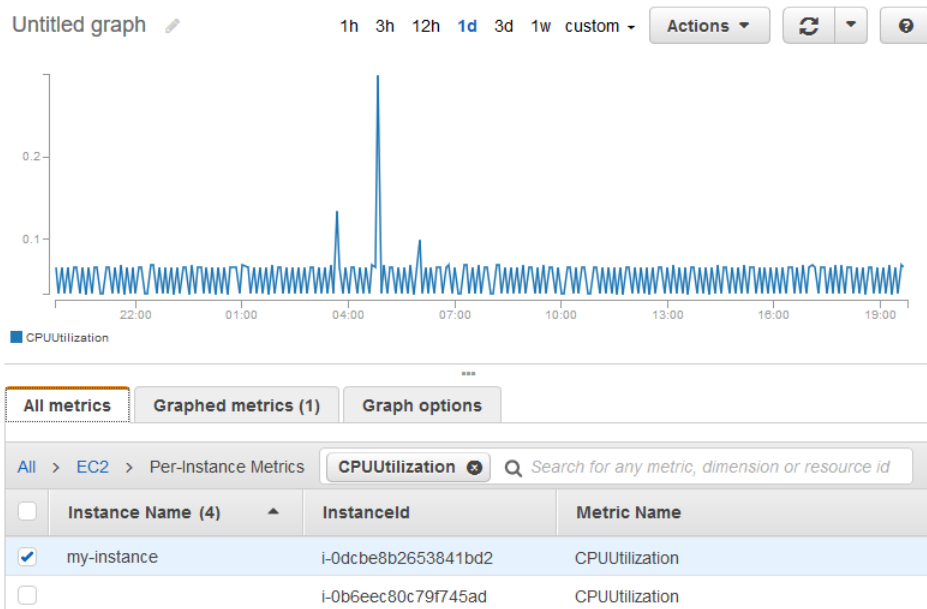 Untitled graph 1h 3h 12h 1d 3d 1w custom Actions
0.2
0.1
22:00 01:00 04:00 07:00 10:00 13:00 16:00 19:00
CPUUtilization
All metrics Graphed metrics (1) Graph options
All > EC2 > Per-Instance Metrics CPUUtilization Search for any metric, dimension or resource id
Instance Name (4) InstanceId Metric Name
my-instance i-0dcbe8b2653841bd2 CPUUtilization
i-0b6eec80c79f745ad CPUUtilization